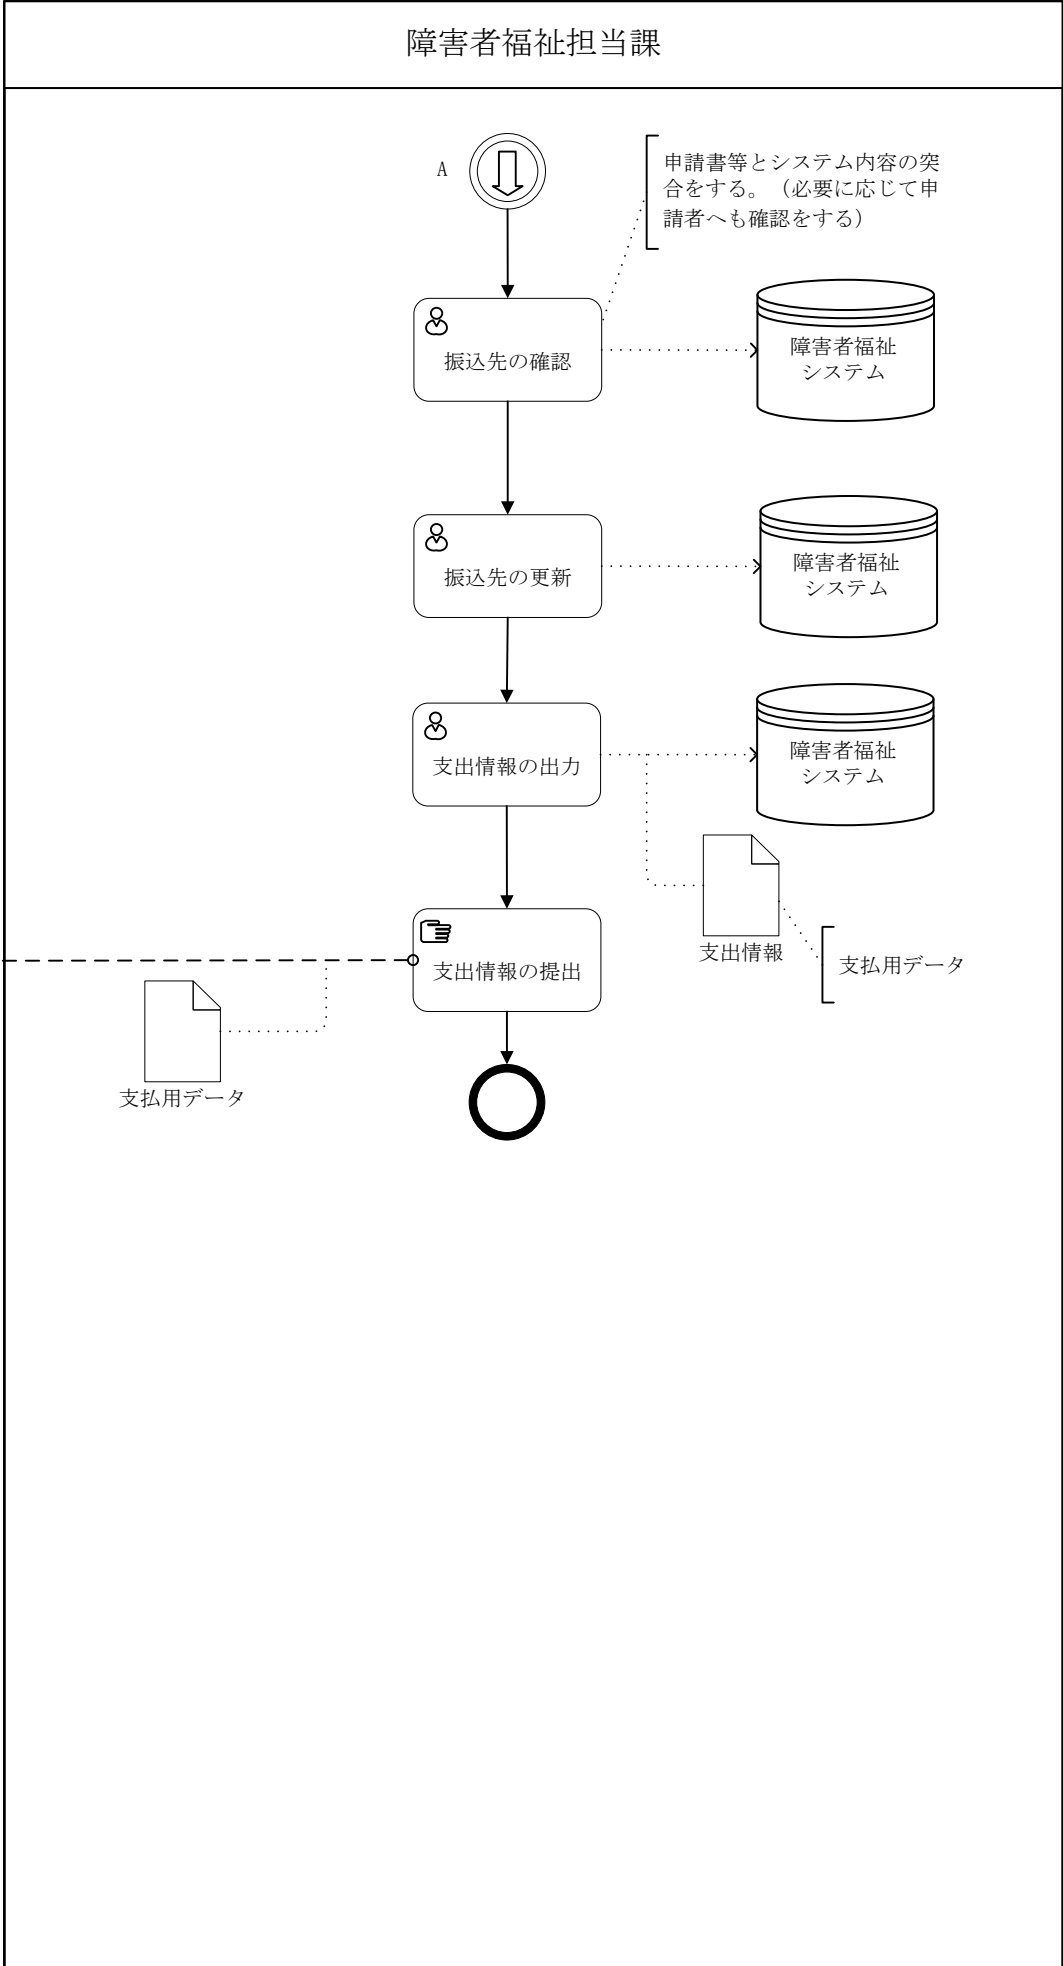 障害者福祉担当課
A
申請書等とシステム内容の突
合をする。（必要に応じて申
請者へも確認をする）
振込先の確認
障害者福祉
システム
振込先の更新
障害者福祉
システム
支出情報の出力
障害者福祉
システム
支出情報
支払用データ
支出情報の提出
支払用データ